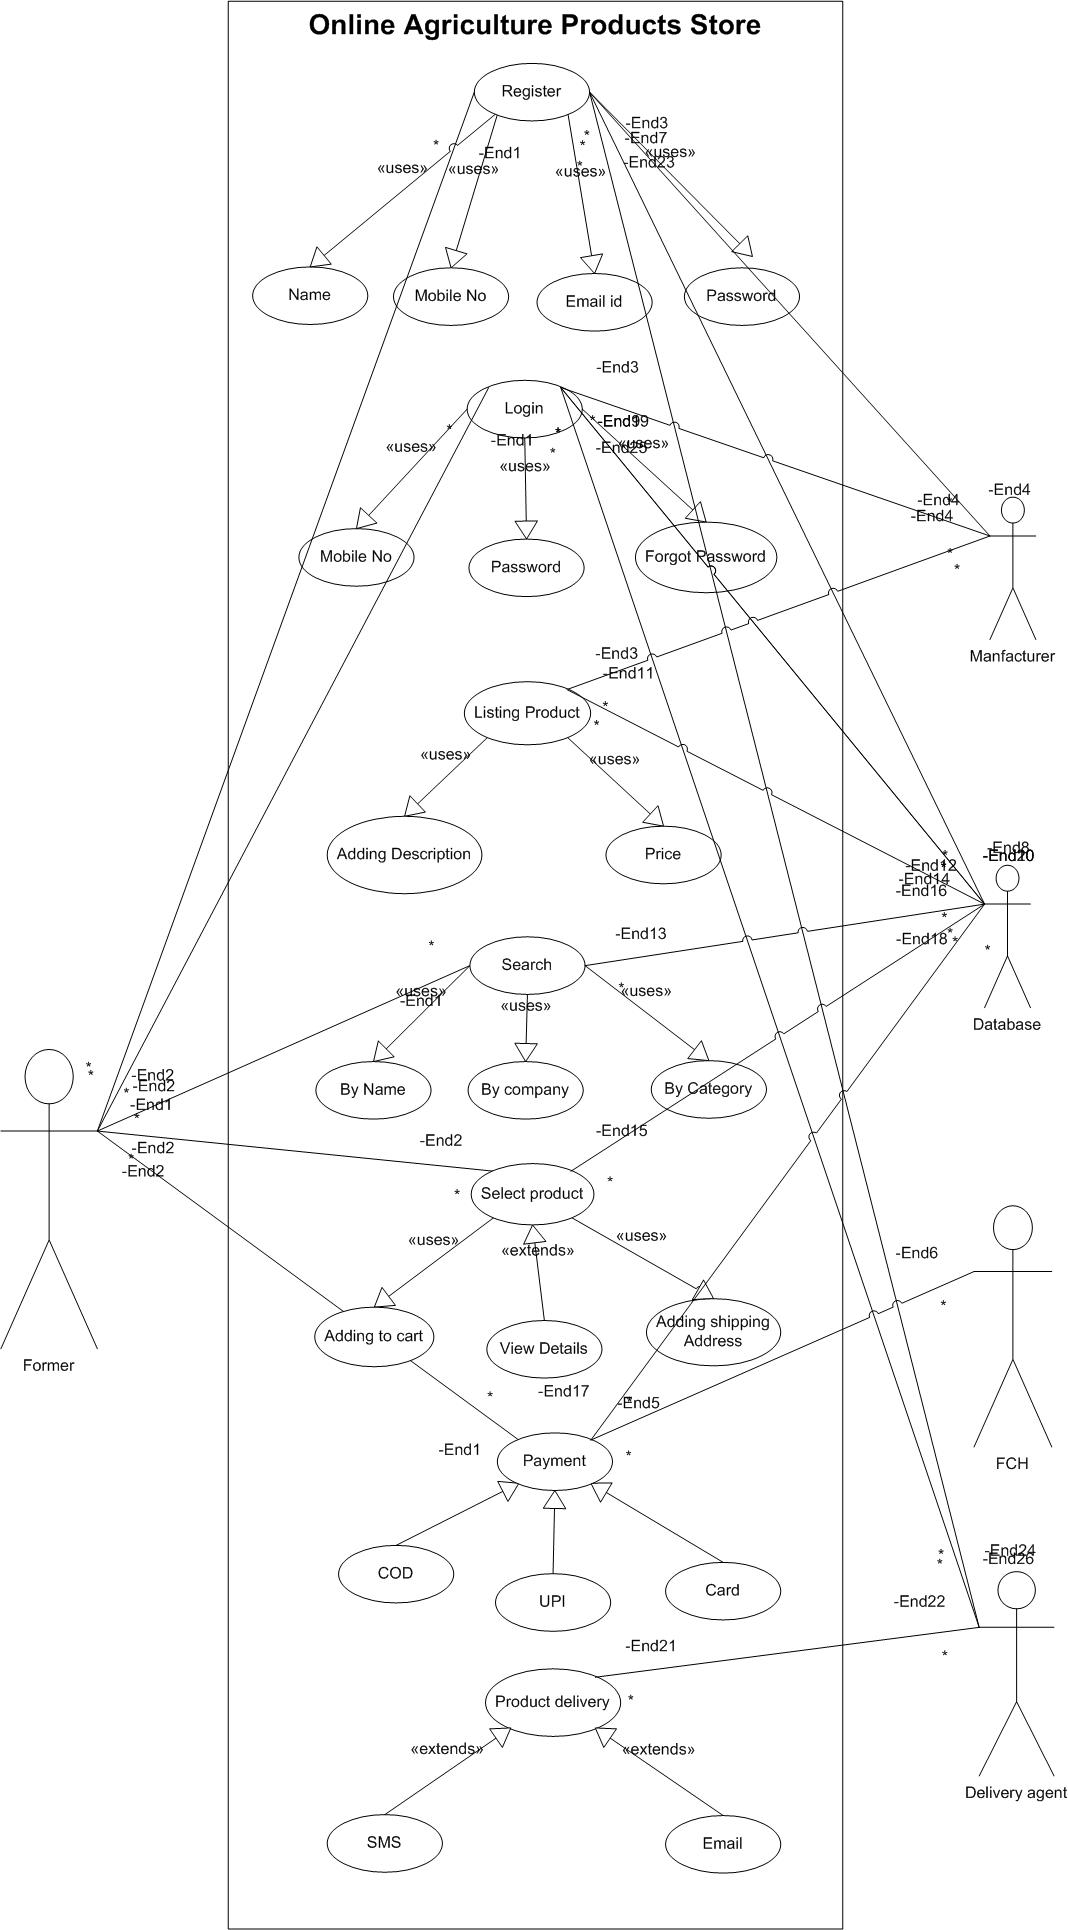 Online Agriculture Products Store
Register
-End3
-End7
«uses»
-End23
*
*
*
*
-End1
«uses»
«uses»
«uses»
Name
Mobile No
Email id
Password
-End3
Login
*
-End1
*
*
*
-End9
-End19
«uses»
-End25
«uses»
«uses»
-End4
-End4
-End4
Mobile No
Password
Forgot Password
*
*
Manfacturer
-End3
-End11
Listing Product
*
*
«uses»
«uses»
Adding Description
Price
-End8
-End10
-End20
*
*
-End12
-End14
-End16
*
-End13
-End18
*
*
*
*
Search
«uses»
-End1
«uses»
*
«uses»
Database
By Name
By company
By Category
*
*
-End2
-End2
*
-End1
*
-End2
*
-End2
-End2
-End15
Select product
*
*
«uses»
«extends»
«uses»
-End6
*
Adding to cart
View Details
Adding shipping
Address
Former
*
-End17
*
-End5
-End1
Payment
*
FCH
COD
UPI
Card
*
*
-End24
-End26
-End22
-End21
*
Product delivery
*
«extends»
«extends»
Delivery agent
SMS
Email